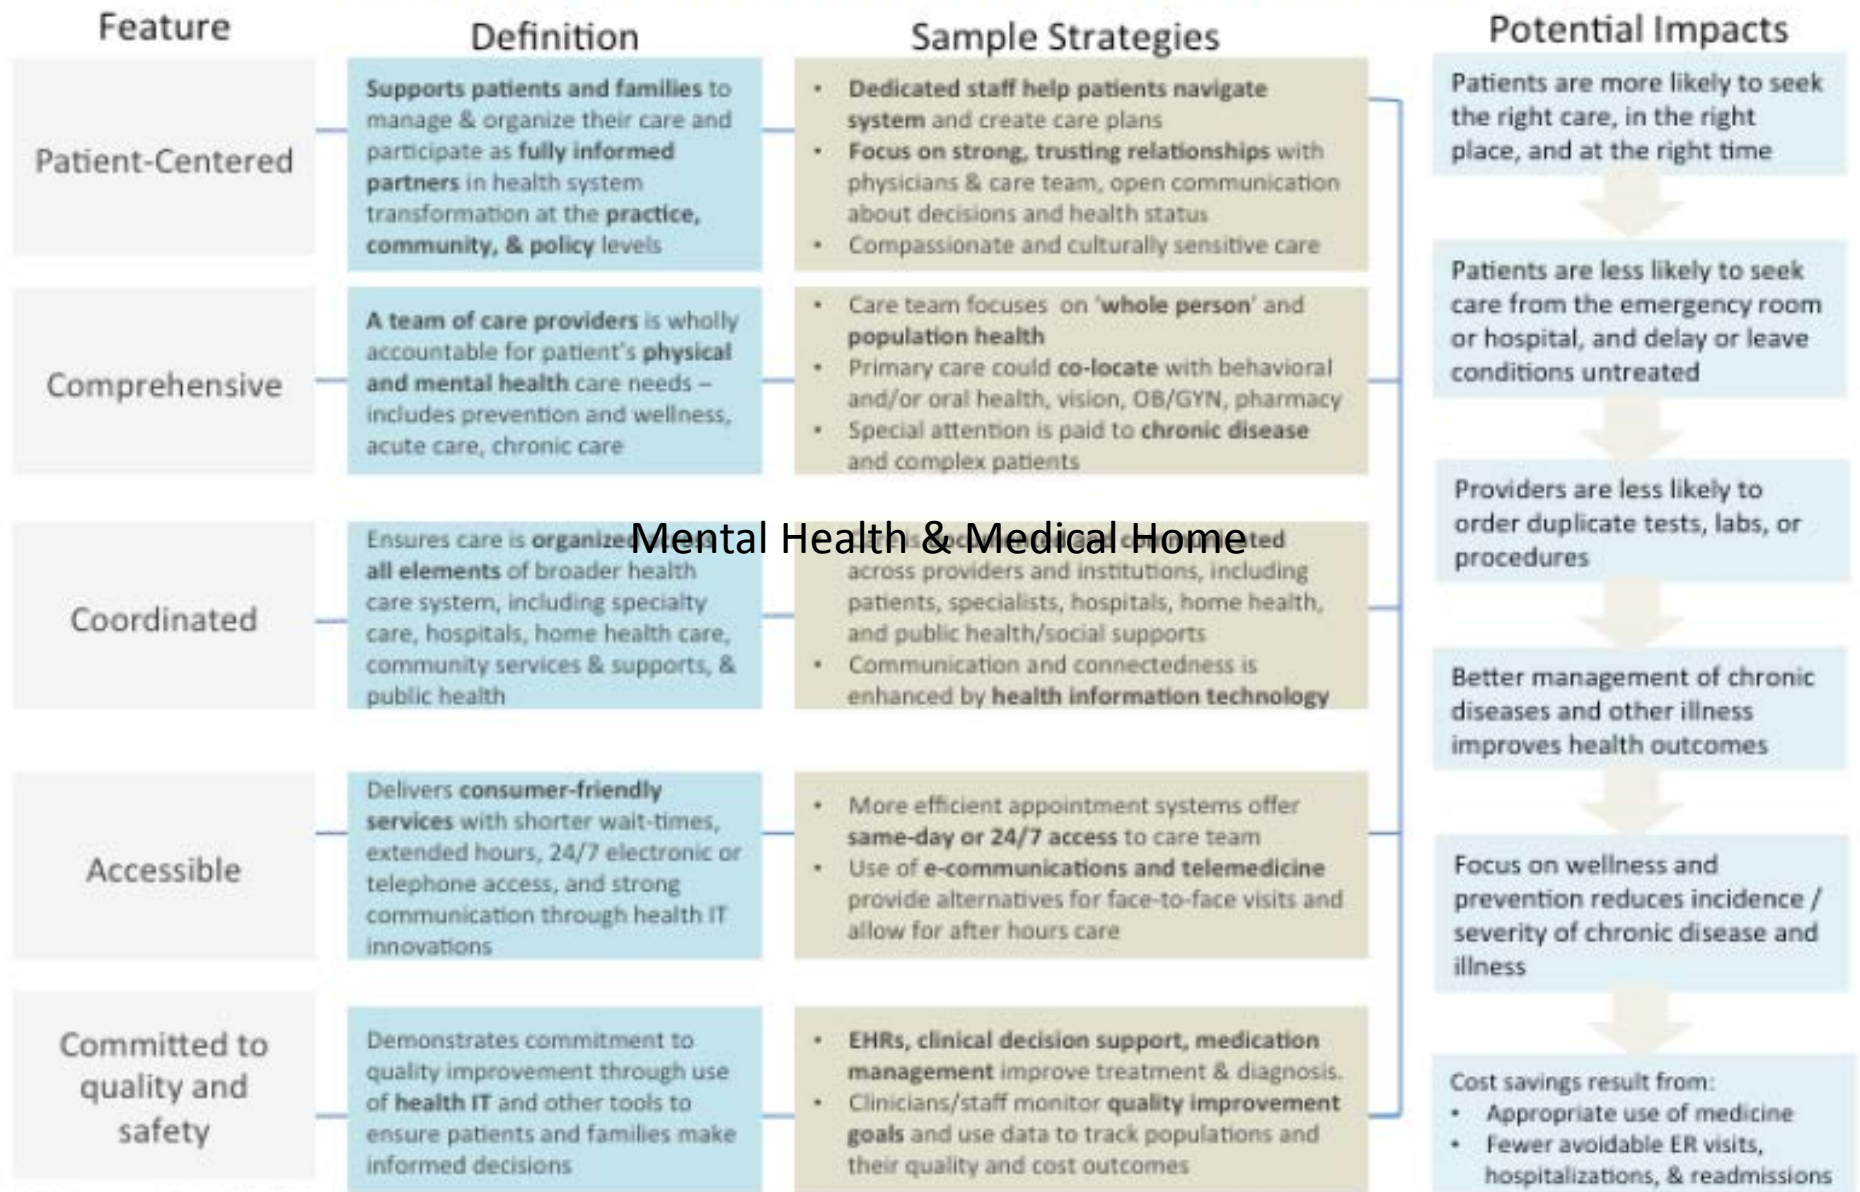 Feature
Definition
Sample Strategies
Potential Impacts
Patient-Centered
Supports patients and families to
manage & organize their care and
participate as fully informed
partners in health system
transformation at the practice,
community, & policy levels
• Dedicated staff help patients navigate
system and create care plans
• Focus on strong, trusting relationships with
physicians & care team, open communication
about decisions and health status
• Compassionate and culturally sensitive care
Comprehensive
A team of care providers is wholly
accountable for patient's physical
and mental health care needs –
includes prevention and wellness,
acute care, chronic care
• Care team focuses on 'whole person' and
population health
• Primary care could co-locate with behavioral
and/or oral health, vision, OB/GYN, pharmacy
• Special attention is paid to chronic disease
and complex patients
Mental Health & Medical Home
Coordinated
Ensures care is organized across
all elements of broader health
care system, including specialty
care, hospitals, home health care,
community services & supports, &
public health
Care is documented and communicated
across providers and institutions, including
patients, specialists, hospitals, home health,
and public health/social supports
• Communication and connectedness is
enhanced by health information technology
Accessible
Delivers consumer-friendly
services with shorter wait-times,
extended hours, 24/7 electronic or
telephone access, and strong
communication through health IT
innovations
• More efficient appointment systems offer
same-day or 24/7 access to care team
• Use of e-communications and telemedicine
provide alternatives for face-to-face visits and
allow for after hours care
Committed to
quality and
safety
Demonstrates commitment to
quality improvement through use
of health IT and other tools to
ensure patients and families make
informed decisions
• EHRs, clinical decision support, medication
management improve treatment & diagnosis.
• Clinicians/staff monitor quality improvement
goals and use data to track populations and
their quality and cost outcomes
Patients are more likely to seek
the right care, in the right
place, and at the right time
Patients are less likely to seek
care from the emergency room
or hospital, and delay or leave
conditions untreated
Providers are less likely to
order duplicate tests, labs, or
procedures
Better management of chronic
diseases and other illness
improves health outcomes
Focus on wellness and
prevention reduces incidence /
severity of chronic disease and
illness
Cost savings result from:
• Appropriate use of medicine
• Fewer avoidable ER visits,
hospitalizations, & readmissions